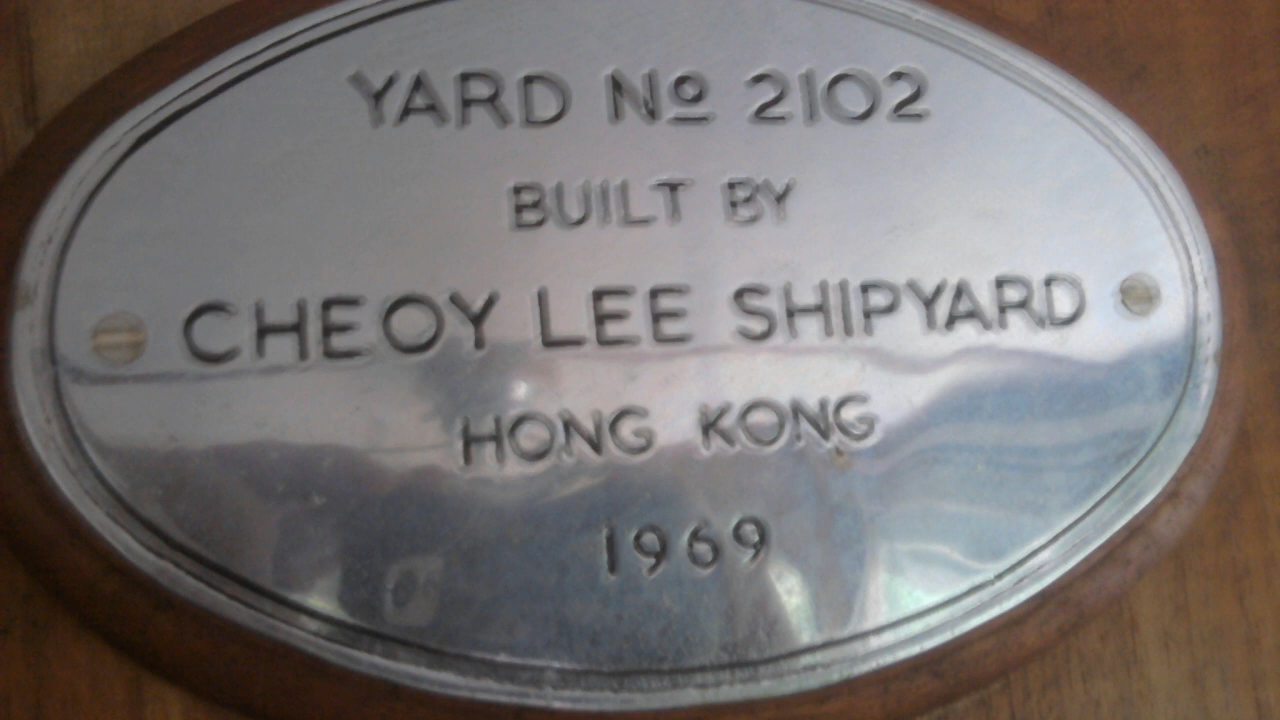 YARD Nº 2102
BUILT BY
CHEOY LEE SHIPYARD
HONG KONG
1969